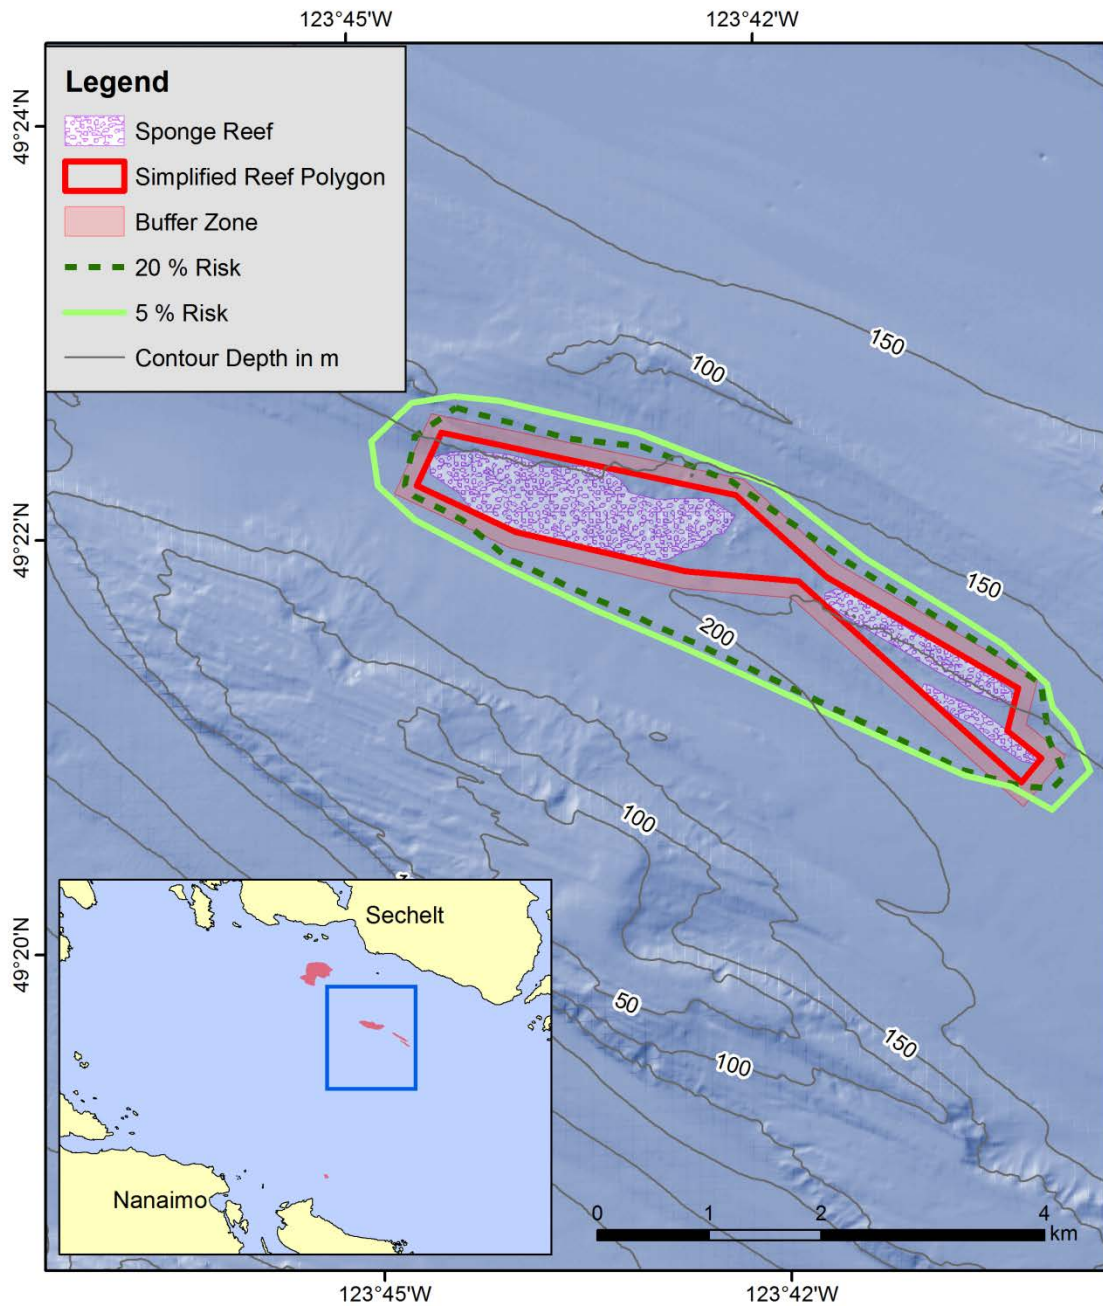 123°45'W
123°42'W
49°24'N
Legend
Sponge Reef
Simplified Reef Polygon
Buffer Zone
20 % Risk
5 % Risk
Contour Depth in m
150
100
49°22'N
150
200
100
49°20'N
Sechelt
50
150
100
Nanaimo
0
1
2
4
km
123°45'W
123°42'W